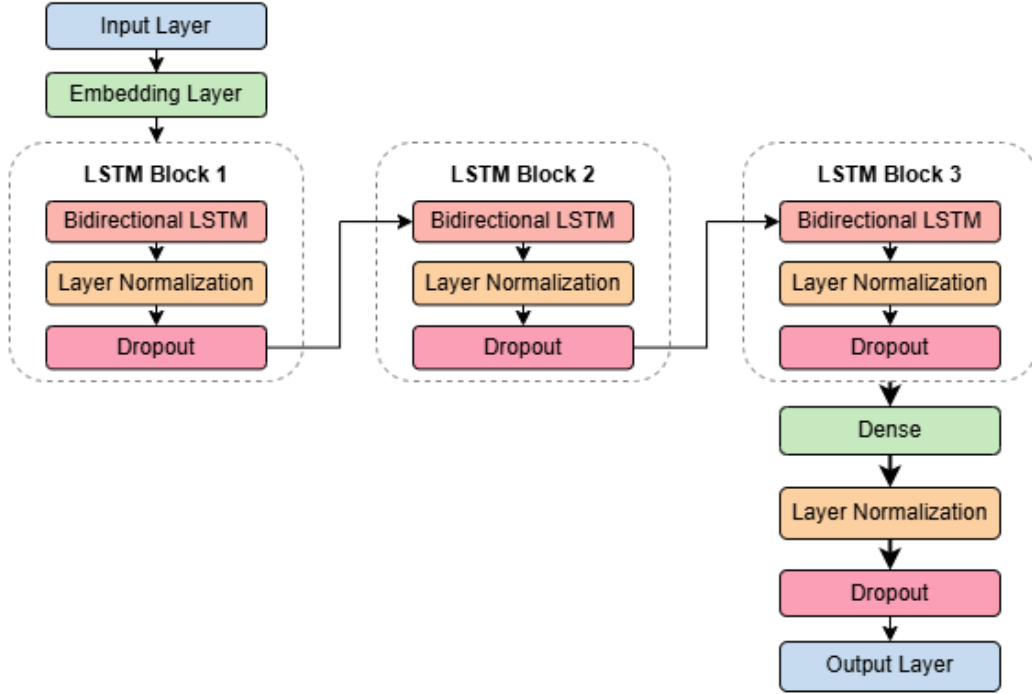 Input Layer
Embedding Layer
LSTM Block 1
Bidirectional LSTM
Layer Normalization
Dropout
LSTM Block 2
Bidirectional LSTM
Layer Normalization
Dropout
LSTM Block 3
Bidirectional LSTM
Layer Normalization
Dropout
Dense
Layer Normalization
Dropout
Output Layer